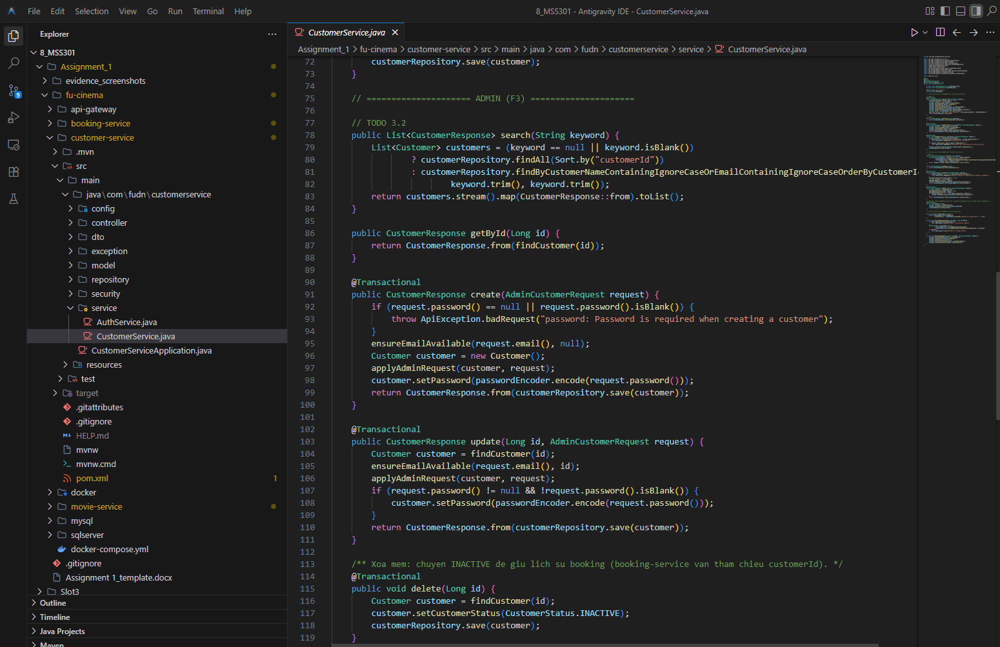 File Edit Selection View Go Run Terminal Help
8_MSS301 - Antigravity IDE - CustomerService.java
Explorer
CustomerService.java
Assignment_1 > fu-cinema > customer-service > src > main > java > com > fudn > customerservice > service > CustomerService.java
8_MSS301
Assignment_1
evidence_screenshots
fu-cinema
api-gateway
booking-service
customer-service
.mvn
src
main
java\com\fudn\customerservice
config
controller
dto
exception
model
repository
security
service
AuthService.java
CustomerService.java
CustomerServiceApplication.java
resources
test
target
.gitattributes
.gitignore
HELP.md
mvnw
mvnw.cmd
pom.xml 1
docker
movie-service
mysql
sqlserver
docker-compose.yml
.gitignore
Assignment 1_template.docx
Slot3
Outline
Timeline
Java Projects
Maven
9
72 customerRepository.save(customer);
73 }
74
75 // ===================== ADMIN (F3) =====================
76
77 // TODO 3.2
78 public List<CustomerResponse> search(String keyword) {
79 List<Customer> customers = (keyword == null || keyword.isBlank())
80 ? customerRepository.findAll(Sort.by("customerId"))
81 : customerRepository.findByCustomerNameContainingIgnoreCaseOrEmailContainingIgnoreCaseOrderByCustomerI
82 keyword.trim(), keyword.trim());
83 return customers.stream().map(CustomerResponse::from).toList();
84 }
85
86 public CustomerResponse getById(Long id) {
87 return CustomerResponse.from(findCustomer(id));
88 }
89
90 @Transactional
91 public CustomerResponse create(AdminCustomerRequest request) {
92 if (request.password() == null || request.password().isBlank()) {
93 throw ApiException.badRequest("password: Password is required when creating a customer");
94 }
95 ensureEmailAvailable(request.email(), null);
96 Customer customer = new Customer();
97 applyAdminRequest(customer, request);
98 customer.setPassword(passwordEncoder.encode(request.password()));
99 return CustomerResponse.from(customerRepository.save(customer));
100 }
101
102 @Transactional
103 public CustomerResponse update(Long id, AdminCustomerRequest request) {
104 Customer customer = findCustomer(id);
105 ensureEmailAvailable(request.email(), id);
106 applyAdminRequest(customer, request);
107 if (request.password() != null && !request.password().isBlank()) {
108 customer.setPassword(passwordEncoder.encode(request.password()));
109 }
110 return CustomerResponse.from(customerRepository.save(customer));
111 }
112
113 /** Xoa mem: chuyen INACTIVE de giu lich su booking (booking-service van tham chieu customerId). */
114 @Transactional
115 public void delete(Long id) {
116 Customer customer = findCustomer(id);
117 customer.setCustomerStatus(CustomerStatus.INACTIVE);
118 customerRepository.save(customer);
119 }